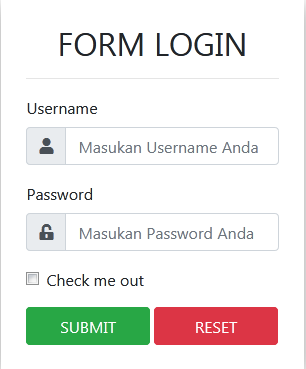 FORM LOGIN
Username
Masukan Username Anda
Password
Masukan Password Anda
Check me out
SUBMIT RESET